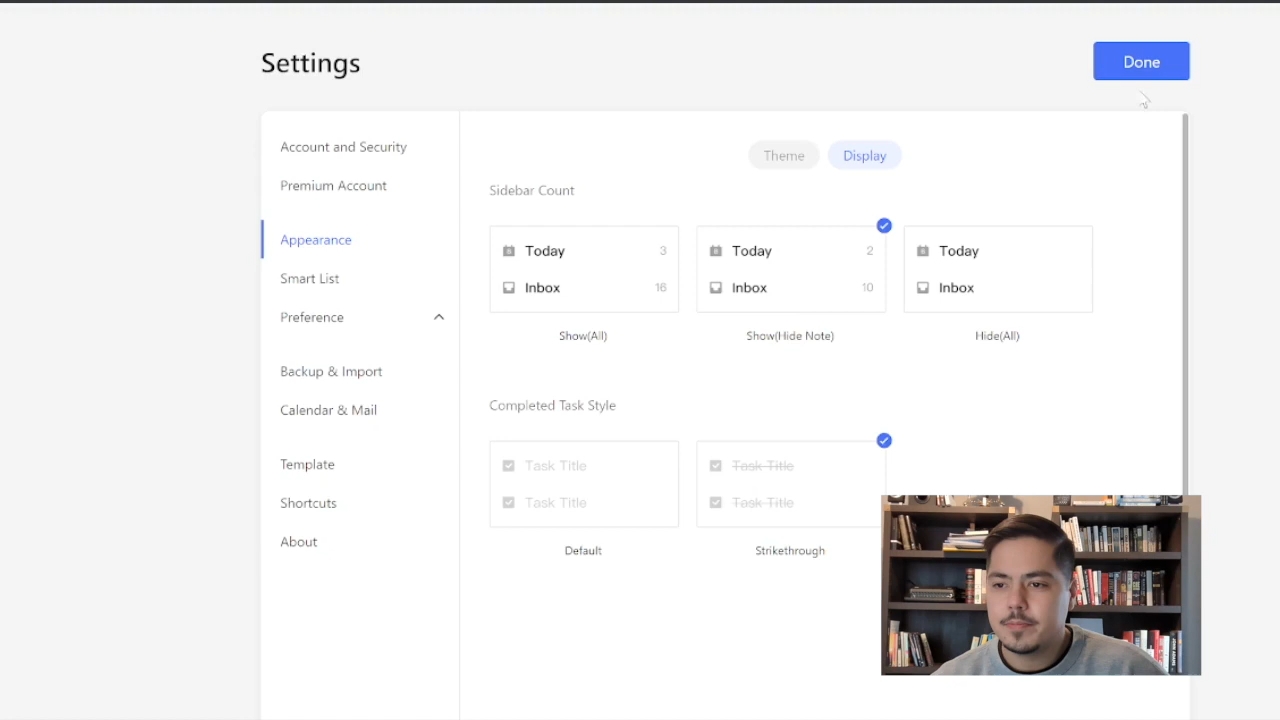 Settings
Done
Account and Security
Premium Account
Appearance
Smart List
Preference
Backup & Import
Calendar & Mail
Template
Shortcuts
About
Theme
Display
Sidebar Count
Today 3
Inbox 16
Show(All)
Today 2
Inbox 10
Show(Hide Note)
Today
Inbox
Hide(All)
Completed Task Style
Task Title
Task Title
Default
Task Title
Task Title
Strikethrough